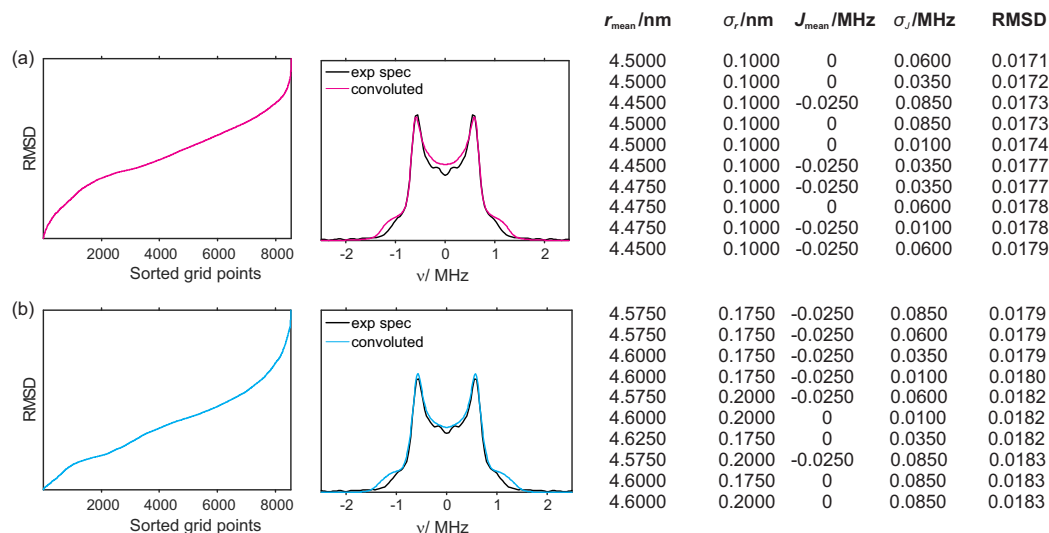 r_mean/nm σ_r/nm J_mean/MHz σ_J/MHz RMSD
(a)
RMSD
2000 4000 6000 8000
Sorted grid points
exp spec
convoluted
-2 -1 0 1 2
ν/ MHz
4.5000 0.1000 0 0.0600 0.0171
4.5000 0.1000 0 0.0350 0.0172
4.4500 0.1000 -0.0250 0.0850 0.0173
4.5000 0.1000 0 0.0850 0.0173
4.5000 0.1000 0 0.0100 0.0174
4.4500 0.1000 -0.0250 0.0350 0.0177
4.4750 0.1000 -0.0250 0.0350 0.0177
4.4750 0.1000 0 0.0600 0.0178
4.4750 0.1000 -0.0250 0.0100 0.0178
4.4500 0.1000 -0.0250 0.0600 0.0179
(b)
RMSD
2000 4000 6000 8000
Sorted grid points
exp spec
convoluted
-2 -1 0 1 2
ν/ MHz
4.5750 0.1750 -0.0250 0.0850 0.0179
4.5750 0.1750 -0.0250 0.0600 0.0179
4.6000 0.1750 -0.0250 0.0350 0.0179
4.6000 0.1750 -0.0250 0.0100 0.0180
4.5750 0.2000 -0.0250 0.0600 0.0182
4.6000 0.2000 0 0.0100 0.0182
4.6250 0.1750 0 0.0350 0.0182
4.5750 0.2000 -0.0250 0.0850 0.0183
4.6000 0.1750 0 0.0850 0.0183
4.6000 0.2000 0 0.0850 0.0183